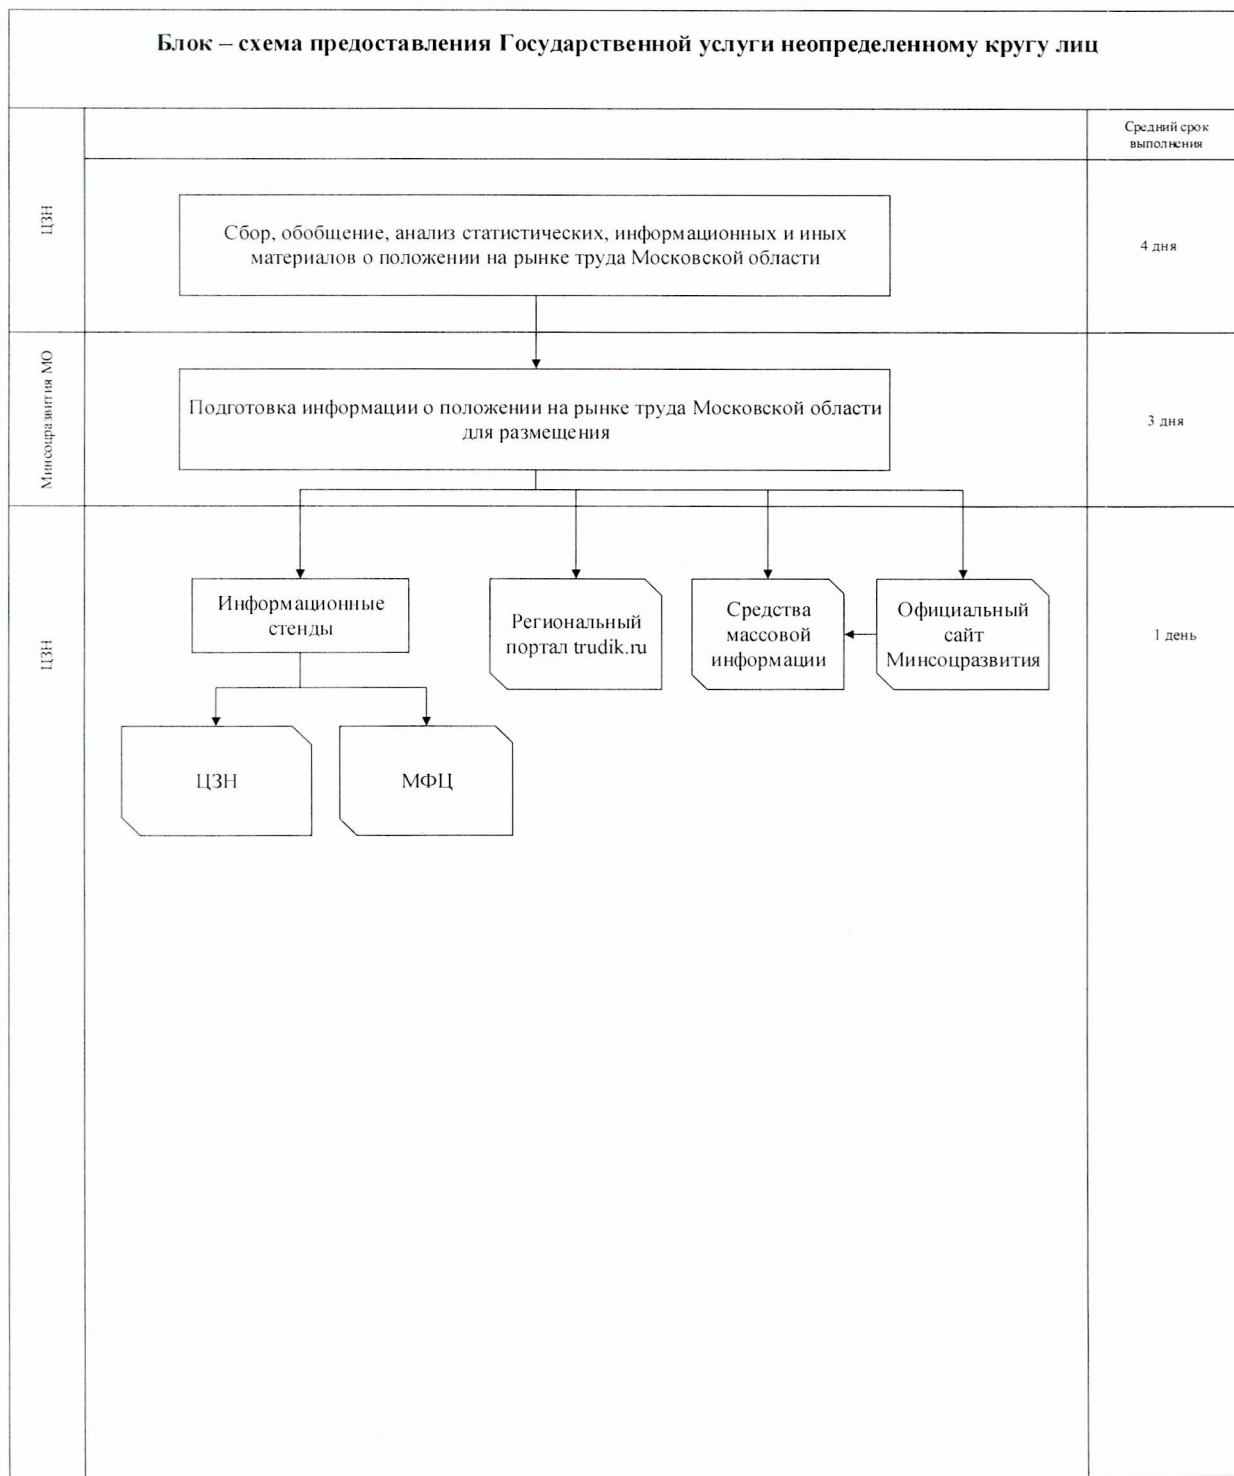 Блок – схема предоставления Государственной услуги неопределенному кругу лиц
Средний срок
выполнения
ЦЗН
Сбор, обобщение, анализ статистических, информационных и иных
материалов о положении на рынке труда Московской области
4 дня
Минсоцразвития МО
Подготовка информации о положении на рынке труда Московской области
для размещения
3 дня
ЦЗН
Информационные
стенды
Региональный
портал trudik.ru
Средства
массовой
информации
Официальный
сайт
Минсоцразвития
1 день
ЦЗН
МФЦ